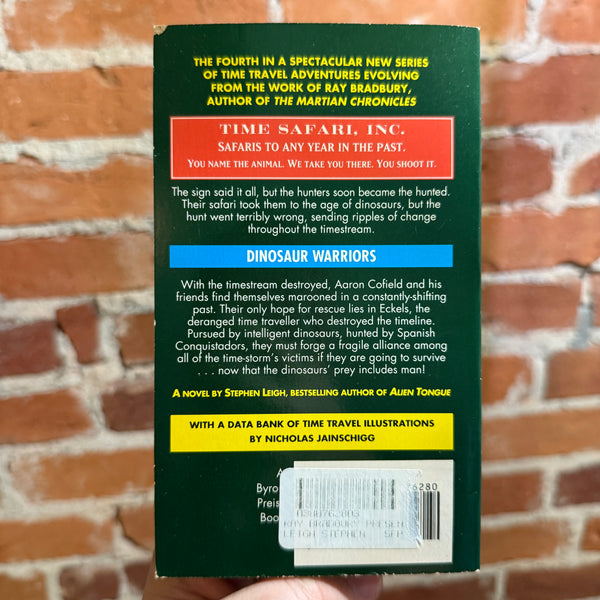 THE FOURTH IN A SPECTACULAR NEW SERIES
OF TIME TRAVEL ADVENTURES EVOLVING
FROM THE WORK OF RAY BRADBURY,
AUTHOR OF THE MARTIAN CHRONICLES
TIME SAFARI, INC.
SAFARIS TO ANY YEAR IN THE PAST.
YOU NAME THE ANIMAL. WE TAKE YOU THERE. YOU SHOOT IT.
The sign said it all, but the hunters soon became the hunted.
Their safari took them to the age of dinosaurs, but the
hunt went terribly wrong, sending ripples of change
throughout the timestream.
DINOSAUR WARRIORS
With the timestream destroyed, Aaron Cofield and his
friends find themselves marooned in a constantly-shifting
past. Their only hope for rescue lies in Eckels, the
deranged time traveller who destroyed the timeline.
Pursued by intelligent dinosaurs, hunted by Spanish
Conquistadors, they must forge a fragile alliance among
all of the time-storm's victims if they are going to survive
. . . now that the dinosaurs' prey includes man!
A NOVEL BY STEPHEN LEIGH, BESTSELLING AUTHOR OF ALIEN TONGUE
WITH A DATA BANK OF TIME TRAVEL ILLUSTRATIONS
BY NICHOLAS JAINSCHIGG
A
Byro
Preis
Boo
6280
RAY BRADBURY PRESEN
LEIGH STEPHEN SFM